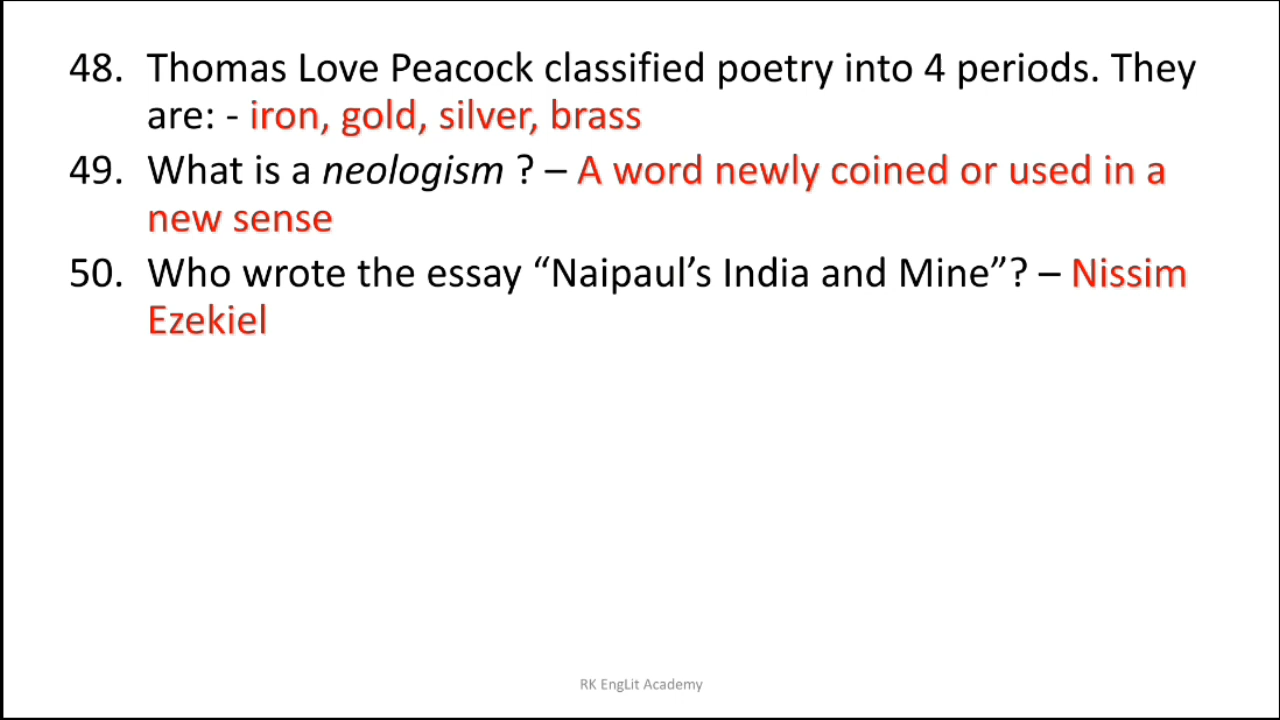 48. Thomas Love Peacock classified poetry into 4 periods. They
are: - iron, gold, silver, brass
49. What is a neologism ? – A word newly coined or used in a
new sense
50. Who wrote the essay “Naipaul’s India and Mine”? – Nissim
Ezekiel
RK EngLit Academy